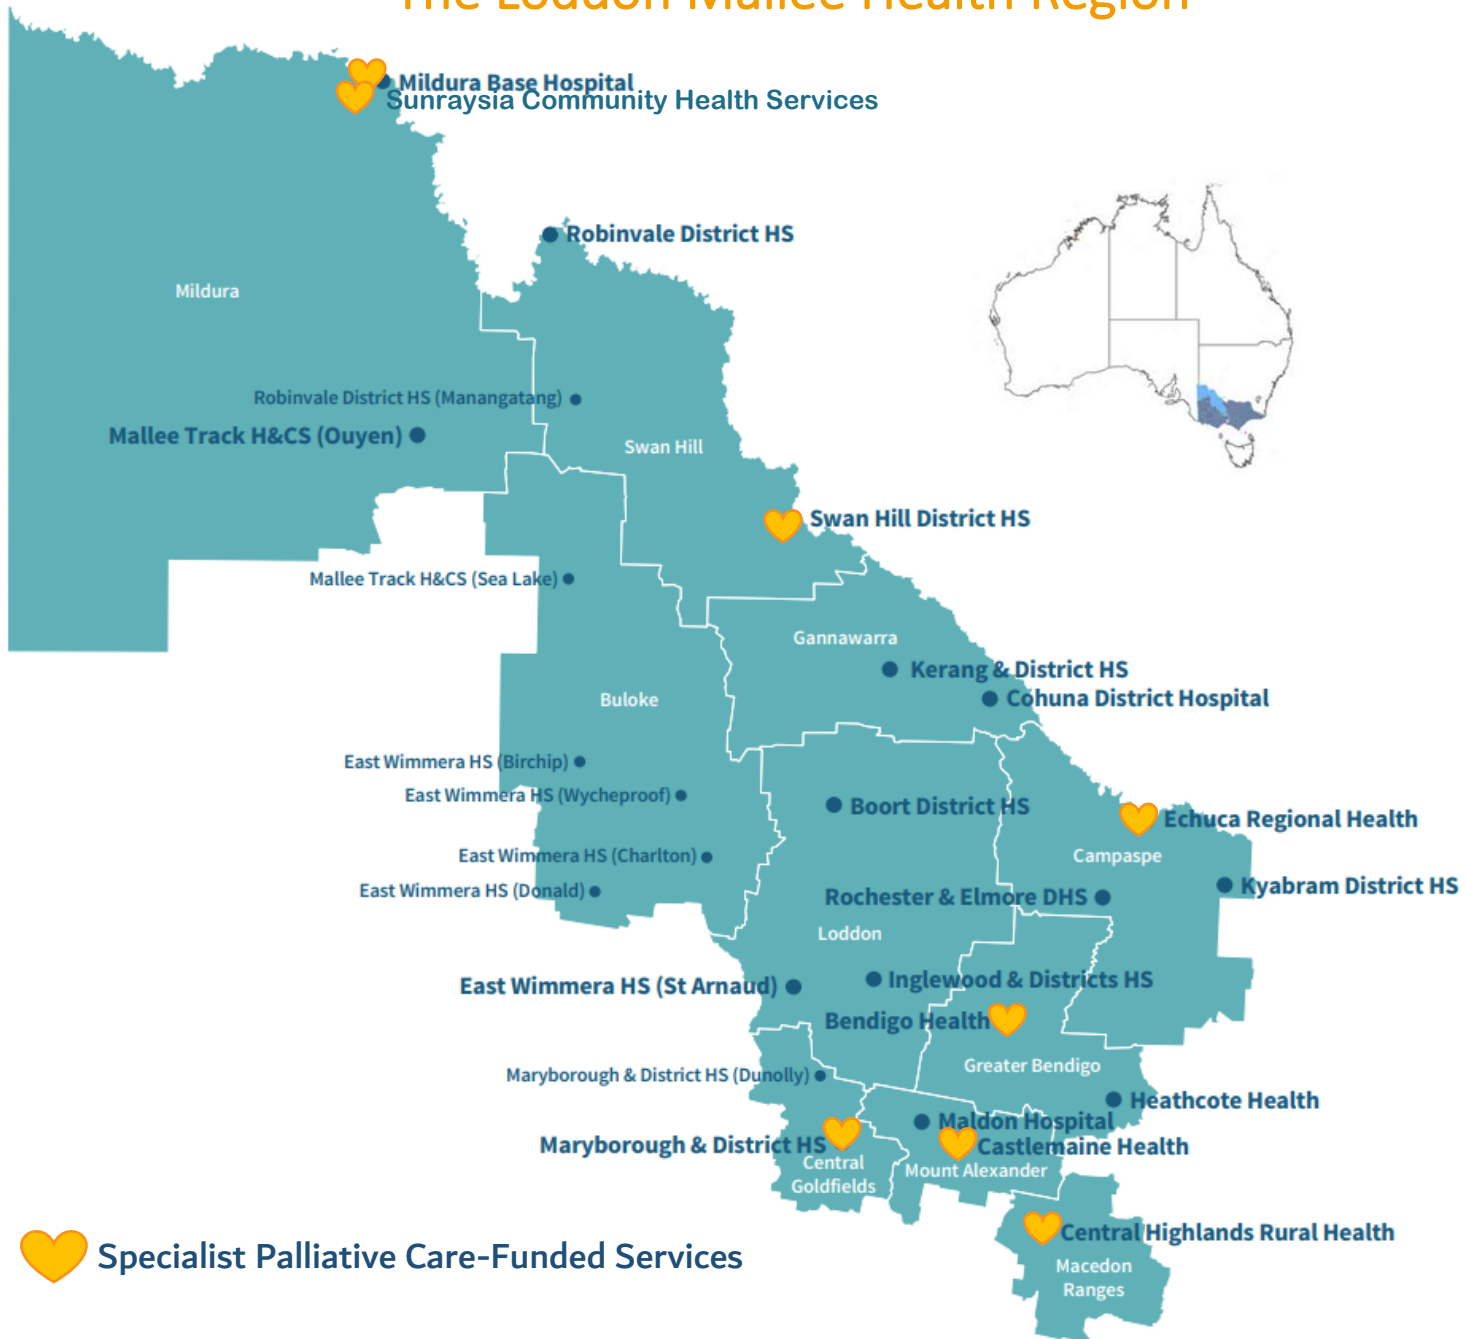 The Loddon Mallee Health Region
Mildura Base Hospital
Sunraysia Community Health Services
Robinvale District HS
Mildura
Robinvale District HS (Manangatang)
Mallee Track H&CS (Ouyen)
Swan Hill
Swan Hill District HS
Mallee Track H&CS (Sea Lake)
Gannawarra
Kerang & District HS
Cohuna District Hospital
Buloke
East Wimmera HS (Birchip)
East Wimmera HS (Wycheproof)
Boort District HS
Echuca Regional Health
East Wimmera HS (Charlton)
Campaspe
East Wimmera HS (Donald)
Kyabram District HS
Rochester & Elmore DHS
Loddon
East Wimmera HS (St Arnaud)
Inglewood & Districts HS
Bendigo Health
Greater Bendigo
Maryborough & District HS (Dunolly)
Heathcote Health
Maldon Hospital
Maryborough & District HS
Castlemaine Health
Central
Goldfields
Mount Alexander
Central Highlands Rural Health
Macedon
Ranges
Specialist Palliative Care-Funded Services